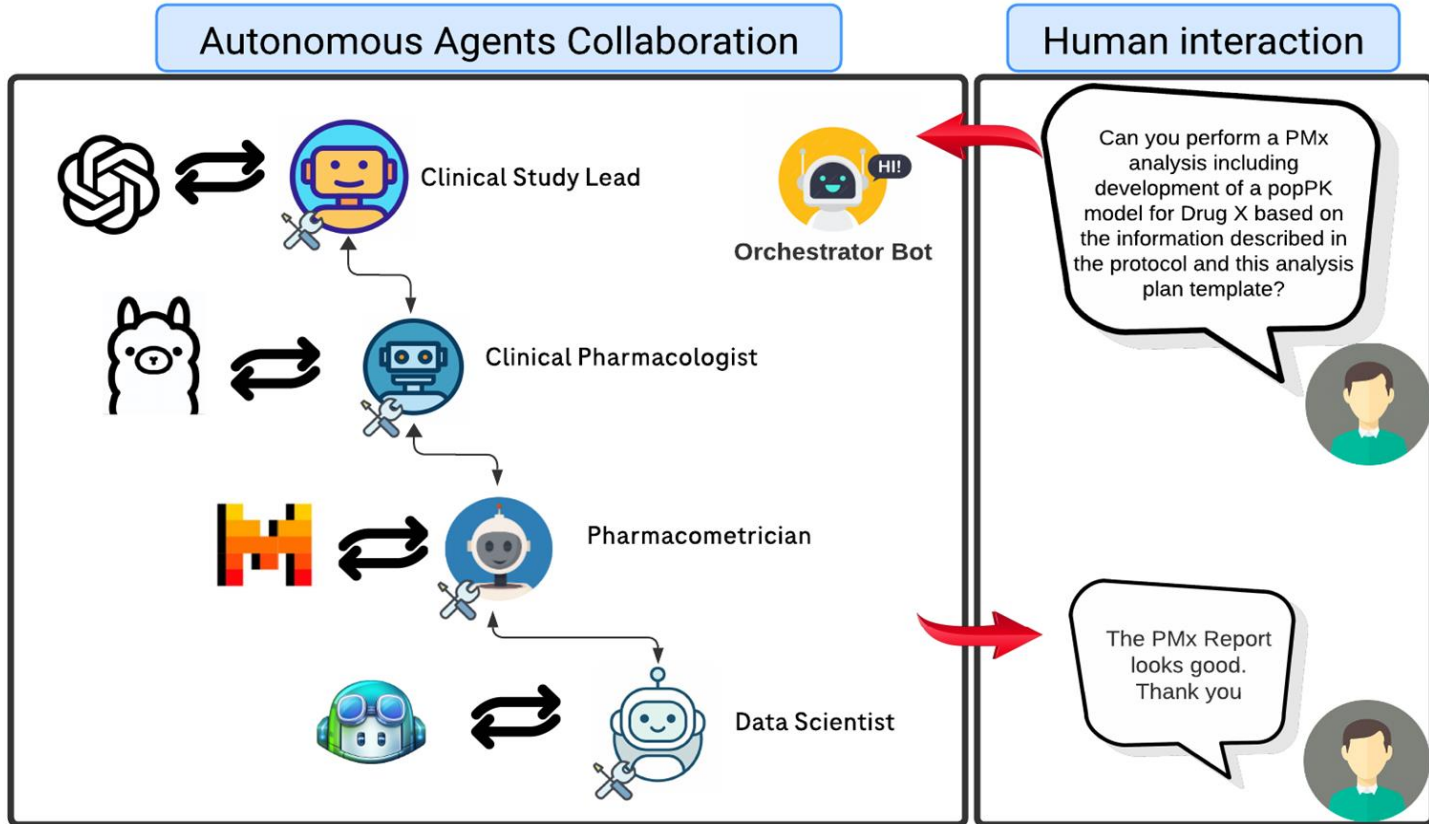 Autonomous Agents Collaboration
Human interaction
Clinical Study Lead
HI!
Orchestrator Bot
Can you perform a PMx
analysis including
development of a popPK
model for Drug X based on
the information described in
the protocol and this analysis
plan template?
Clinical Pharmacologist
Pharmacometrician
The PMx Report
looks good.
Thank you
Data Scientist